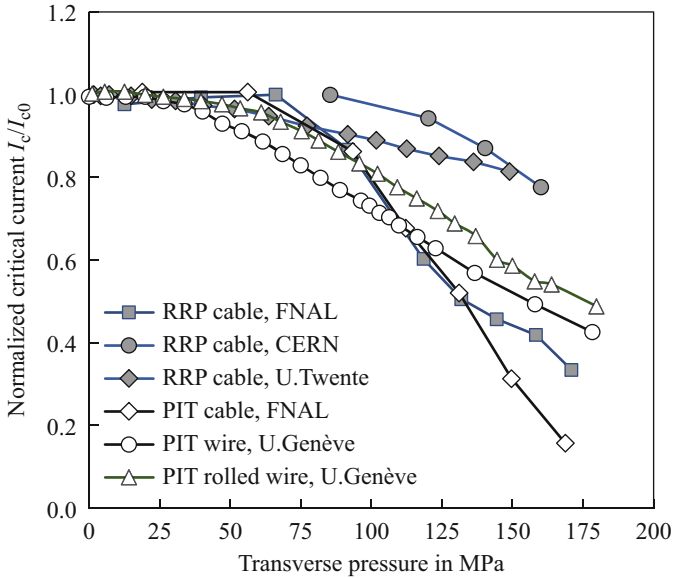 1.2
1.0
0.8
0.6
0.4
0.2
0.0
Normalized critical current Ic/Ic0
RRP cable, FNAL
RRP cable, CERN
RRP cable, U.Twente
PIT cable, FNAL
PIT wire, U.Genève
PIT rolled wire, U.Genève
0 25 50 75 100 125 150 175 200
Transverse pressure in MPa